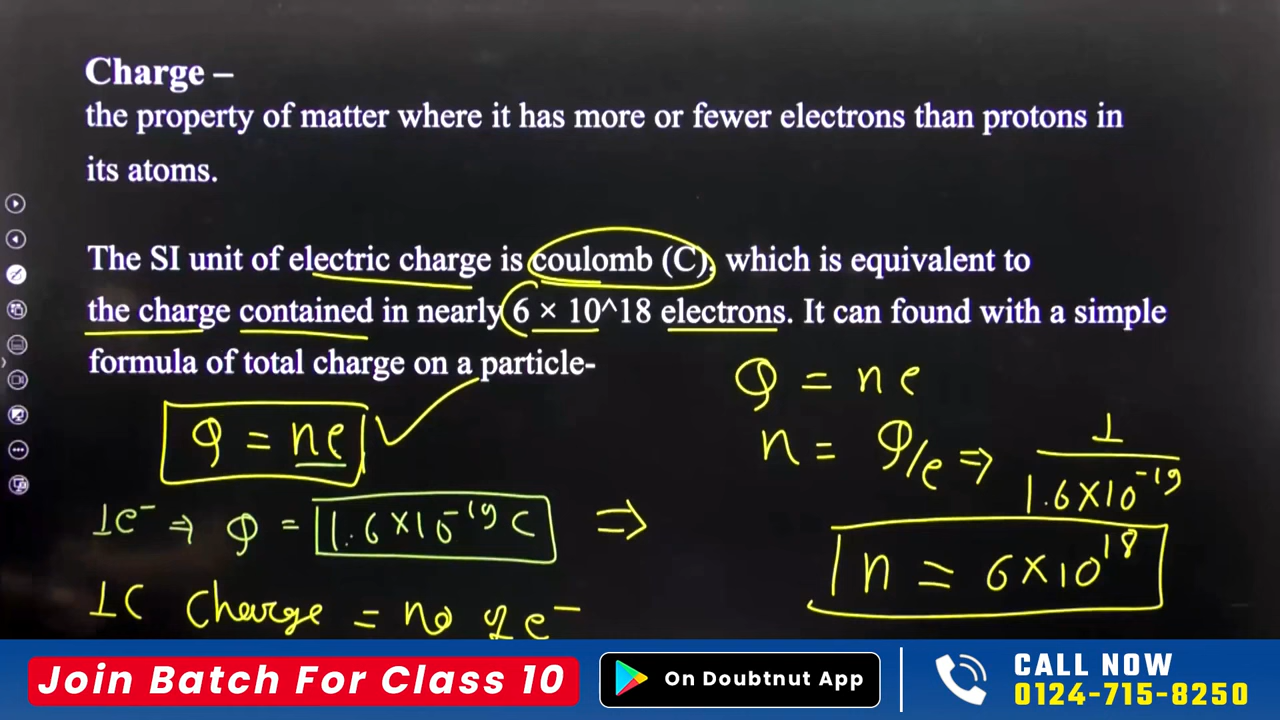 Charge –
the property of matter where it has more or fewer electrons than protons in
its atoms.
The SI unit of electric charge is coulomb (C), which is equivalent to
the charge contained in nearly 6 × 10^18 electrons. It can found with a simple
formula of total charge on a particle-
Q = ne
1e⁻ ⇒ Q = 1.6×10⁻¹⁹ C ⇒
1C Charge = no of e⁻
Q = ne
n = Q/e ⇒ 1 / 1.6×10⁻¹⁹
n = 6×10¹⁸
Join Batch For Class 10
On Doubtnut App
CALL NOW
0124-715-8250